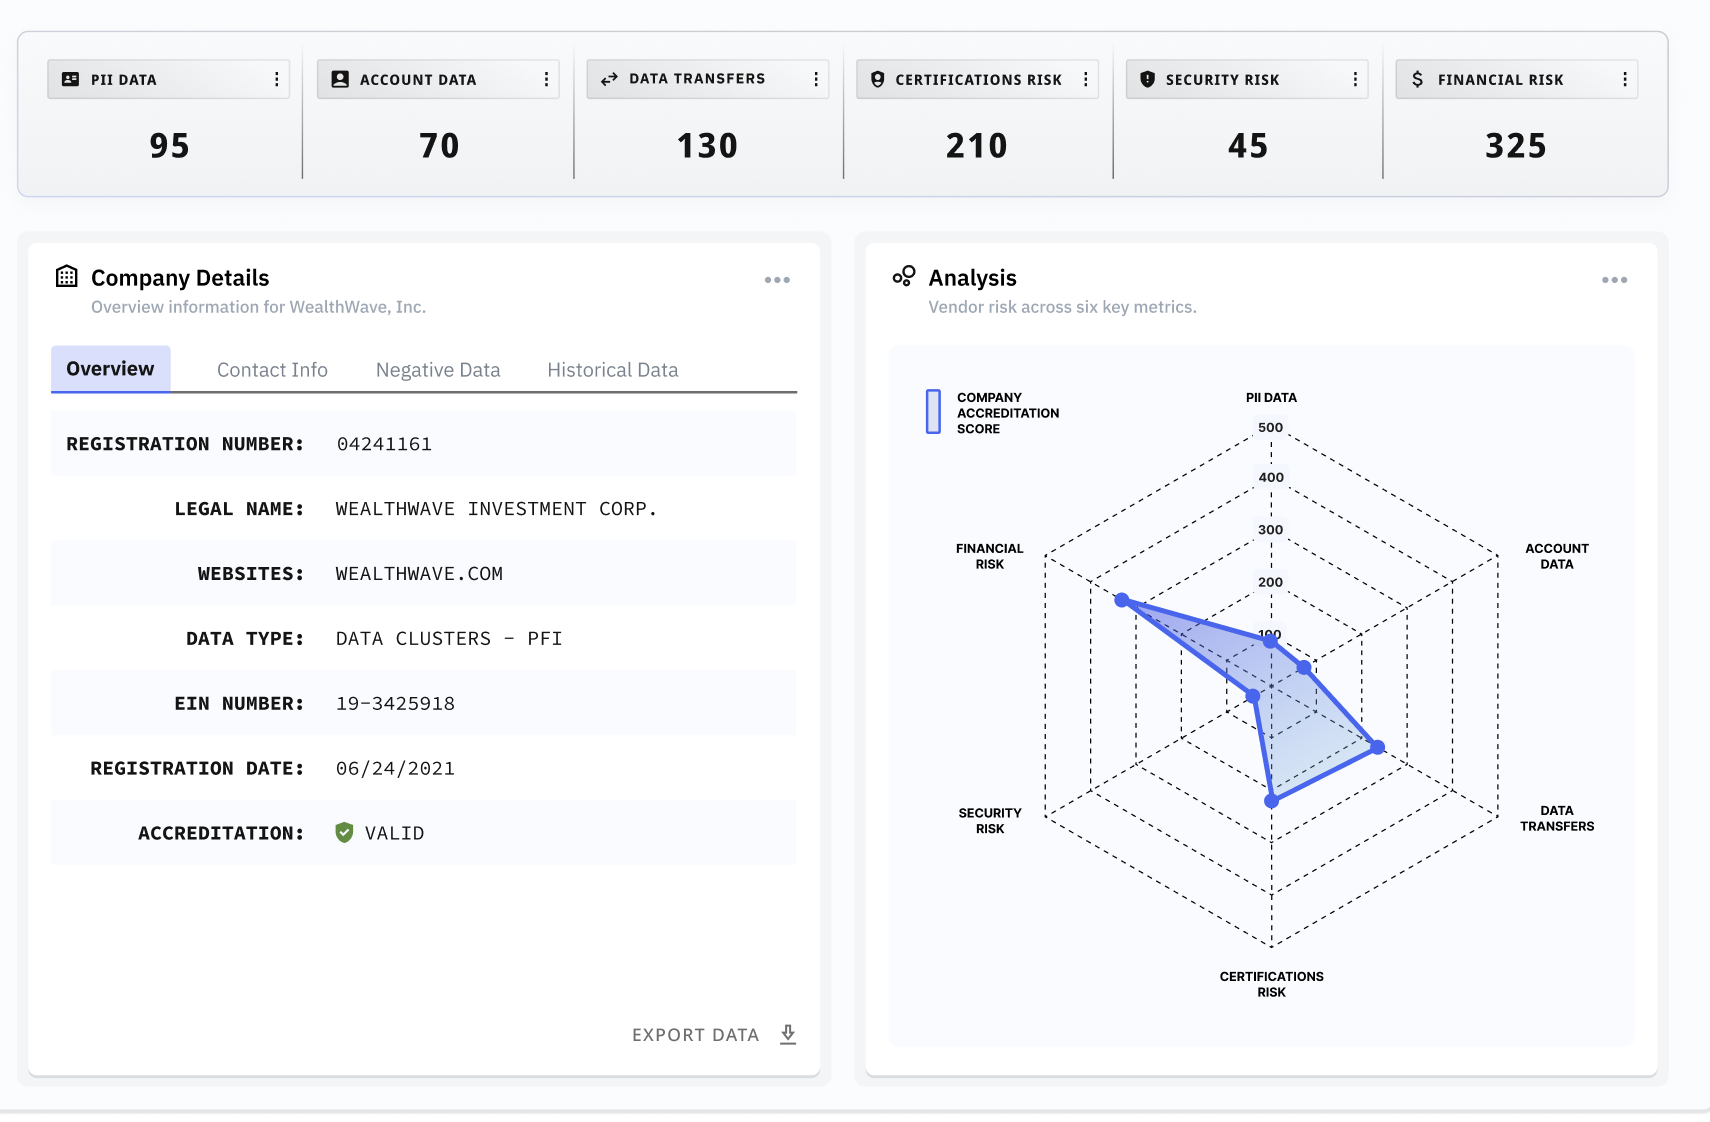 PII DATA
ACCOUNT DATA
DATA TRANSFERS
CERTIFICATIONS RISK
SECURITY RISK
FINANCIAL RISK
95
70
130
210
45
325
Company Details
Overview information for WealthWave, Inc.
Overview
Contact Info
Negative Data
Historical Data
REGISTRATION NUMBER: 04241161
LEGAL NAME: WEALTHWAVE INVESTMENT CORP.
WEBSITES: WEALTHWAVE.COM
DATA TYPE: DATA CLUSTERS - PFI
EIN NUMBER: 19-3425918
REGISTRATION DATE: 06/24/2021
ACCREDITATION: VALID
EXPORT DATA
Analysis
Vendor risk across six key metrics.
COMPANY
ACCREDITATION
SCORE
PII DATA
500
400
300
200
100
FINANCIAL
RISK
ACCOUNT
DATA
SECURITY
RISK
DATA
TRANSFERS
CERTIFICATIONS
RISK